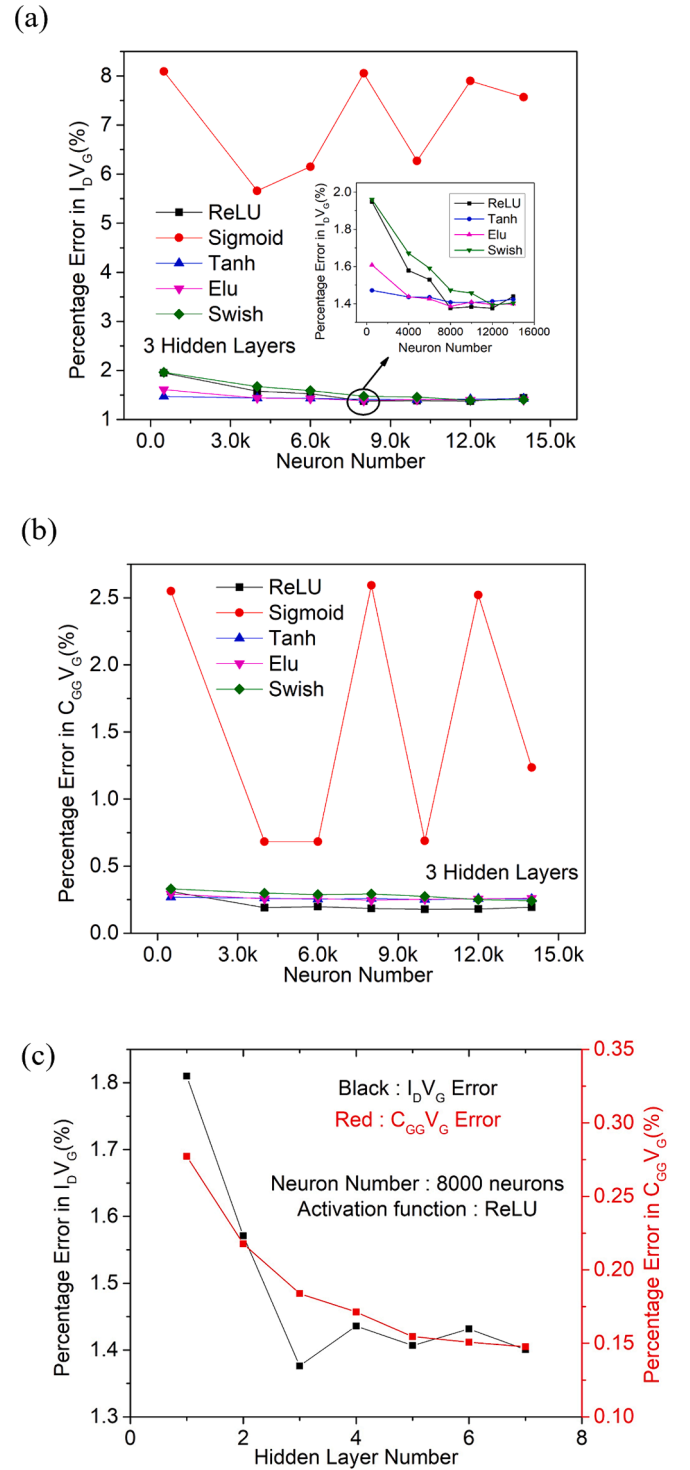 (a)
Percentage Error in I_DV_G(%)
8
7
6
5
4
3
2
1
ReLU
Sigmoid
Tanh
Elu
Swish
3 Hidden Layers
Percentage Error in I_DV_G(%)
2.0
1.8
1.6
1.4
ReLU
Tanh
Elu
Swish
0 4000 8000 12000 16000
Neuron Number
0.0 3.0k 6.0k 9.0k 12.0k 15.0k
Neuron Number
(b)
Percentage Error in C_GGV_G(%)
2.5
2.0
1.5
1.0
0.5
0.0
ReLU
Sigmoid
Tanh
Elu
Swish
3 Hidden Layers
0.0 3.0k 6.0k 9.0k 12.0k 15.0k
Neuron Number
(c)
Percentage Error in I_DV_G(%)
1.8
1.7
1.6
1.5
1.4
1.3
Black : I_DV_G Error
Red : C_GGV_G Error
Neuron Number : 8000 neurons
Activation function : ReLU
0.35
0.30
0.25
0.20
0.15
0.10
Percentage Error in C_GGV_G(%)
0 2 4 6 8
Hidden Layer Number